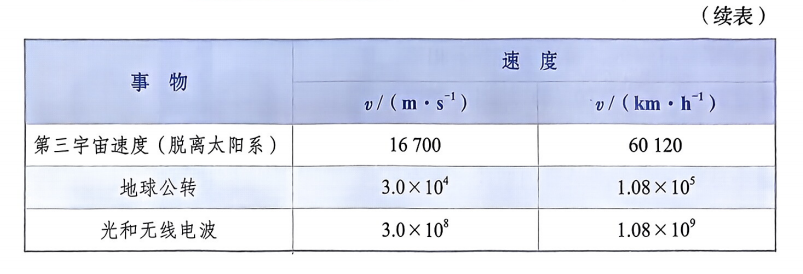 （续表）
事 物 速 度
v/(m·s⁻¹) v/(km·h⁻¹)
第三宇宙速度（脱离太阳系） 16 700 60 120
地球公转 3.0×10⁴ 1.08×10⁵
光和无线电波 3.0×10⁸ 1.08×10⁹